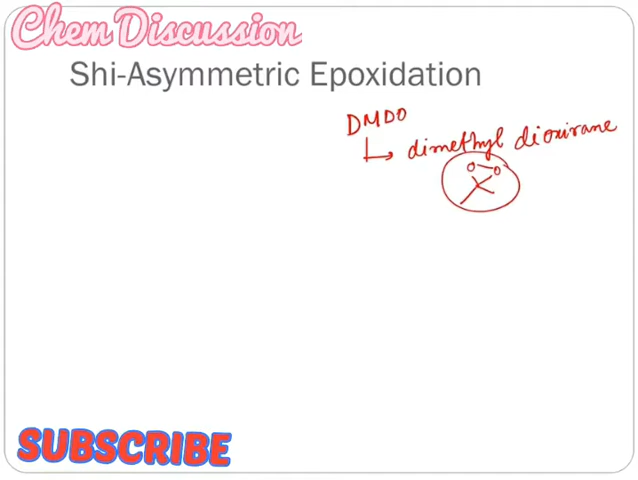 Chem Discussion
Shi-Asymmetric Epoxidation
DMDO
dimethyl dioxirane
O O
SUBSCRIBE